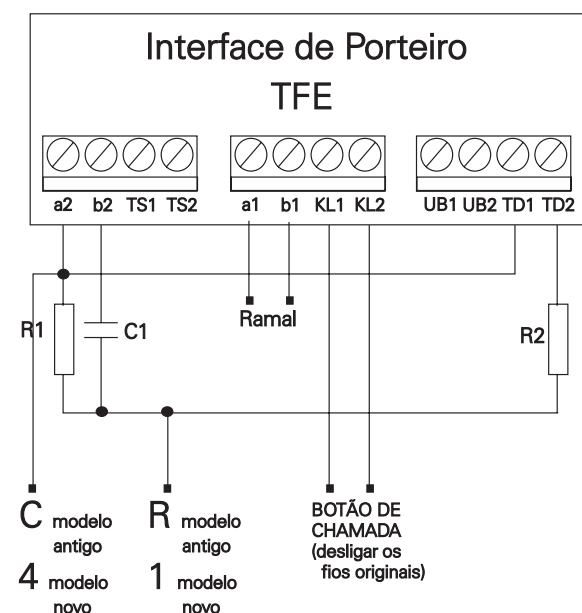 Interface de Porteiro
TFE
a2 b2 TS1 TS2 a1 b1 KL1 KL2 UB1 UB2 TD1 TD2
Ramal
R1 C1 R2
C modelo antigo
R modelo antigo
4 modelo novo
1 modelo novo
BOTÃO DE
CHAMADA
(desligar os
fios originais)